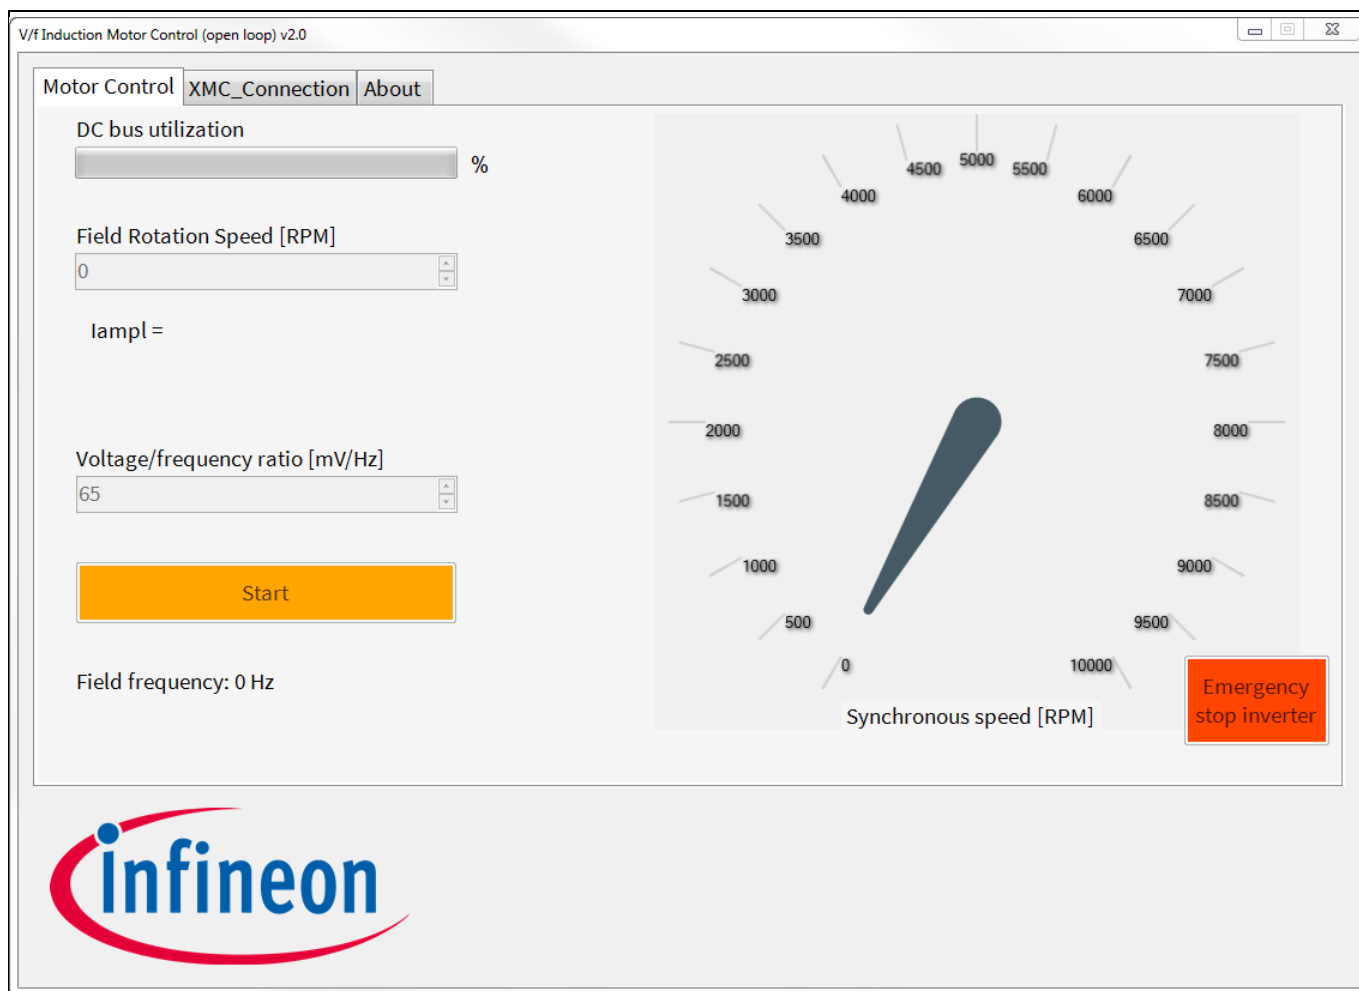 V/f Induction Motor Control (open loop) v2.0
Motor Control XMC_Connection About
DC bus utilization
%
Field Rotation Speed [RPM]
0
Iampl =
Voltage/frequency ratio [mV/Hz]
65
Start
Field frequency: 0 Hz
0
500
1000
1500
2000
2500
3000
3500
4000
4500
5000
5500
6000
6500
7000
7500
8000
8500
9000
9500
10000
Synchronous speed [RPM]
Emergency
stop inverter
infineon